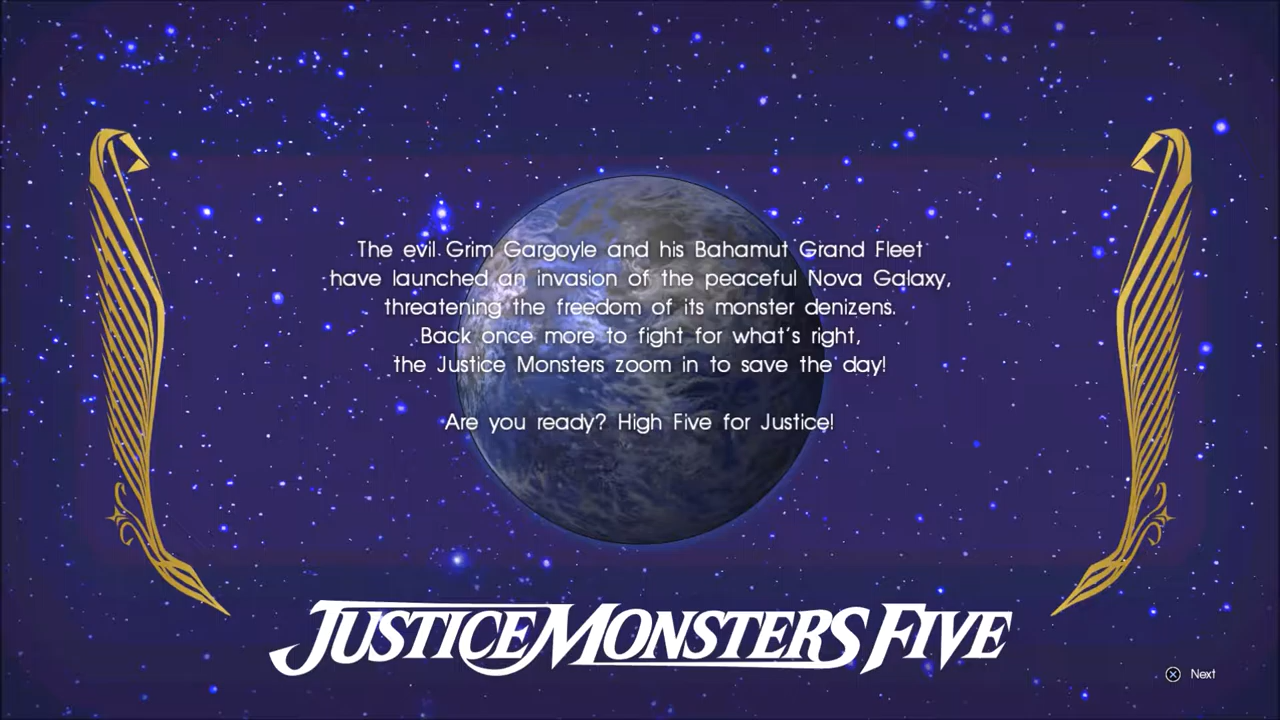 The evil Grim Gargoyle and his Bahamut Grand Fleet
have launched an invasion of the peaceful Nova Galaxy,
threatening the freedom of its monster denizens.
Back once more to fight for what's right,
the Justice Monsters zoom in to save the day!
Are you ready? High Five for Justice!
JUSTICE MONSTERS FIVE
Next